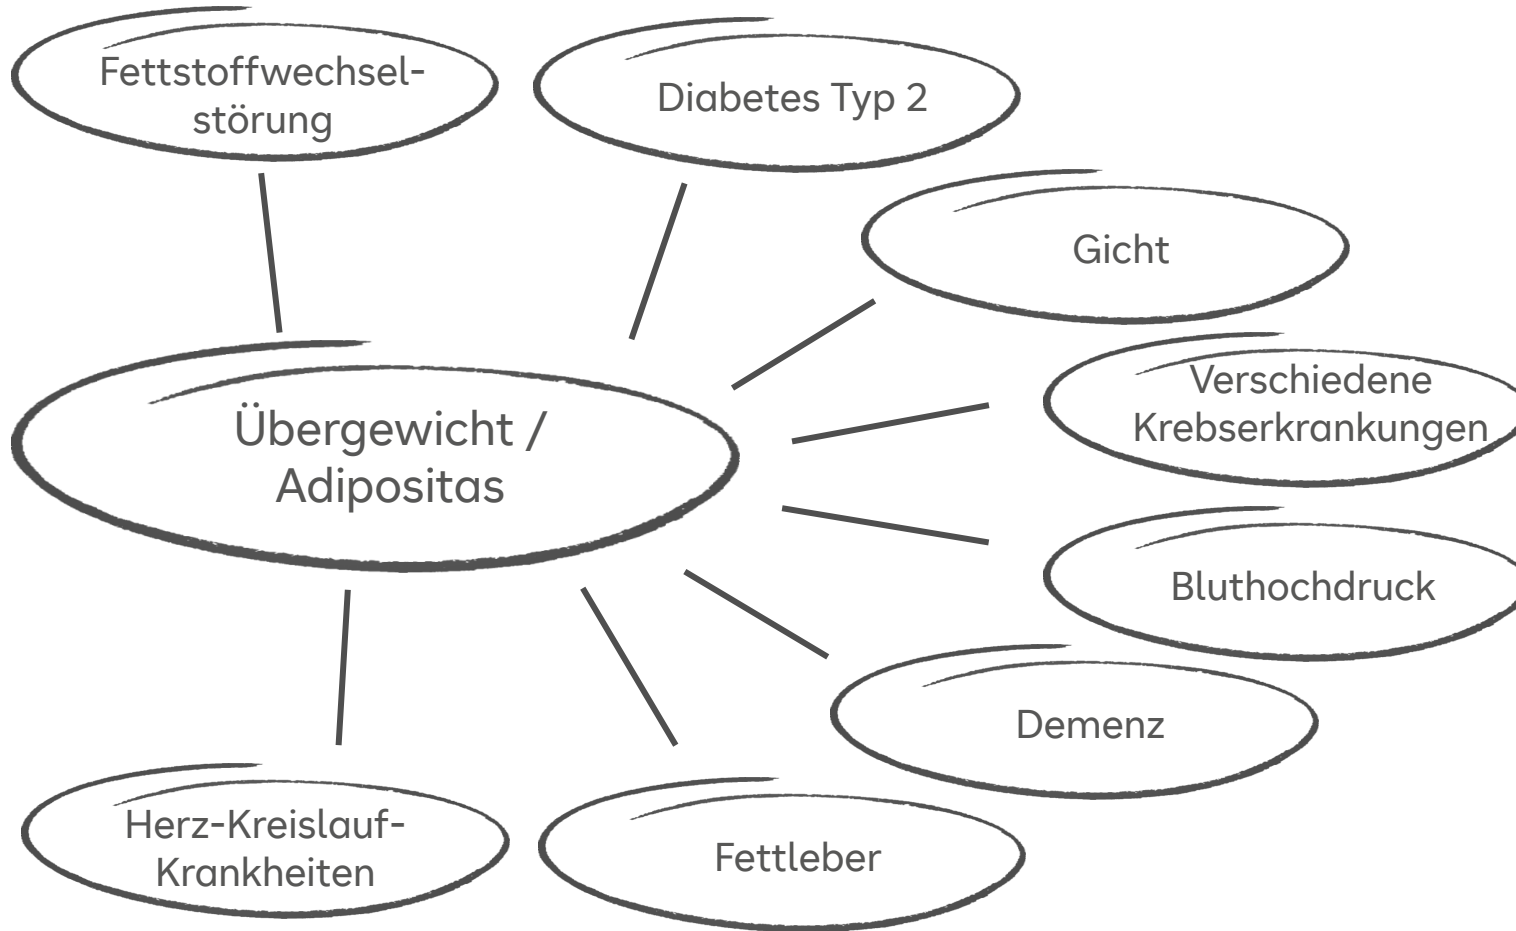 Fettstoffwechsel-
störung
Diabetes Typ 2
Gicht
Verschiedene
Krebserkrankungen
Übergewicht /
Adipositas
Bluthochdruck
Demenz
Herz-Kreislauf-
Krankheiten
Fettleber